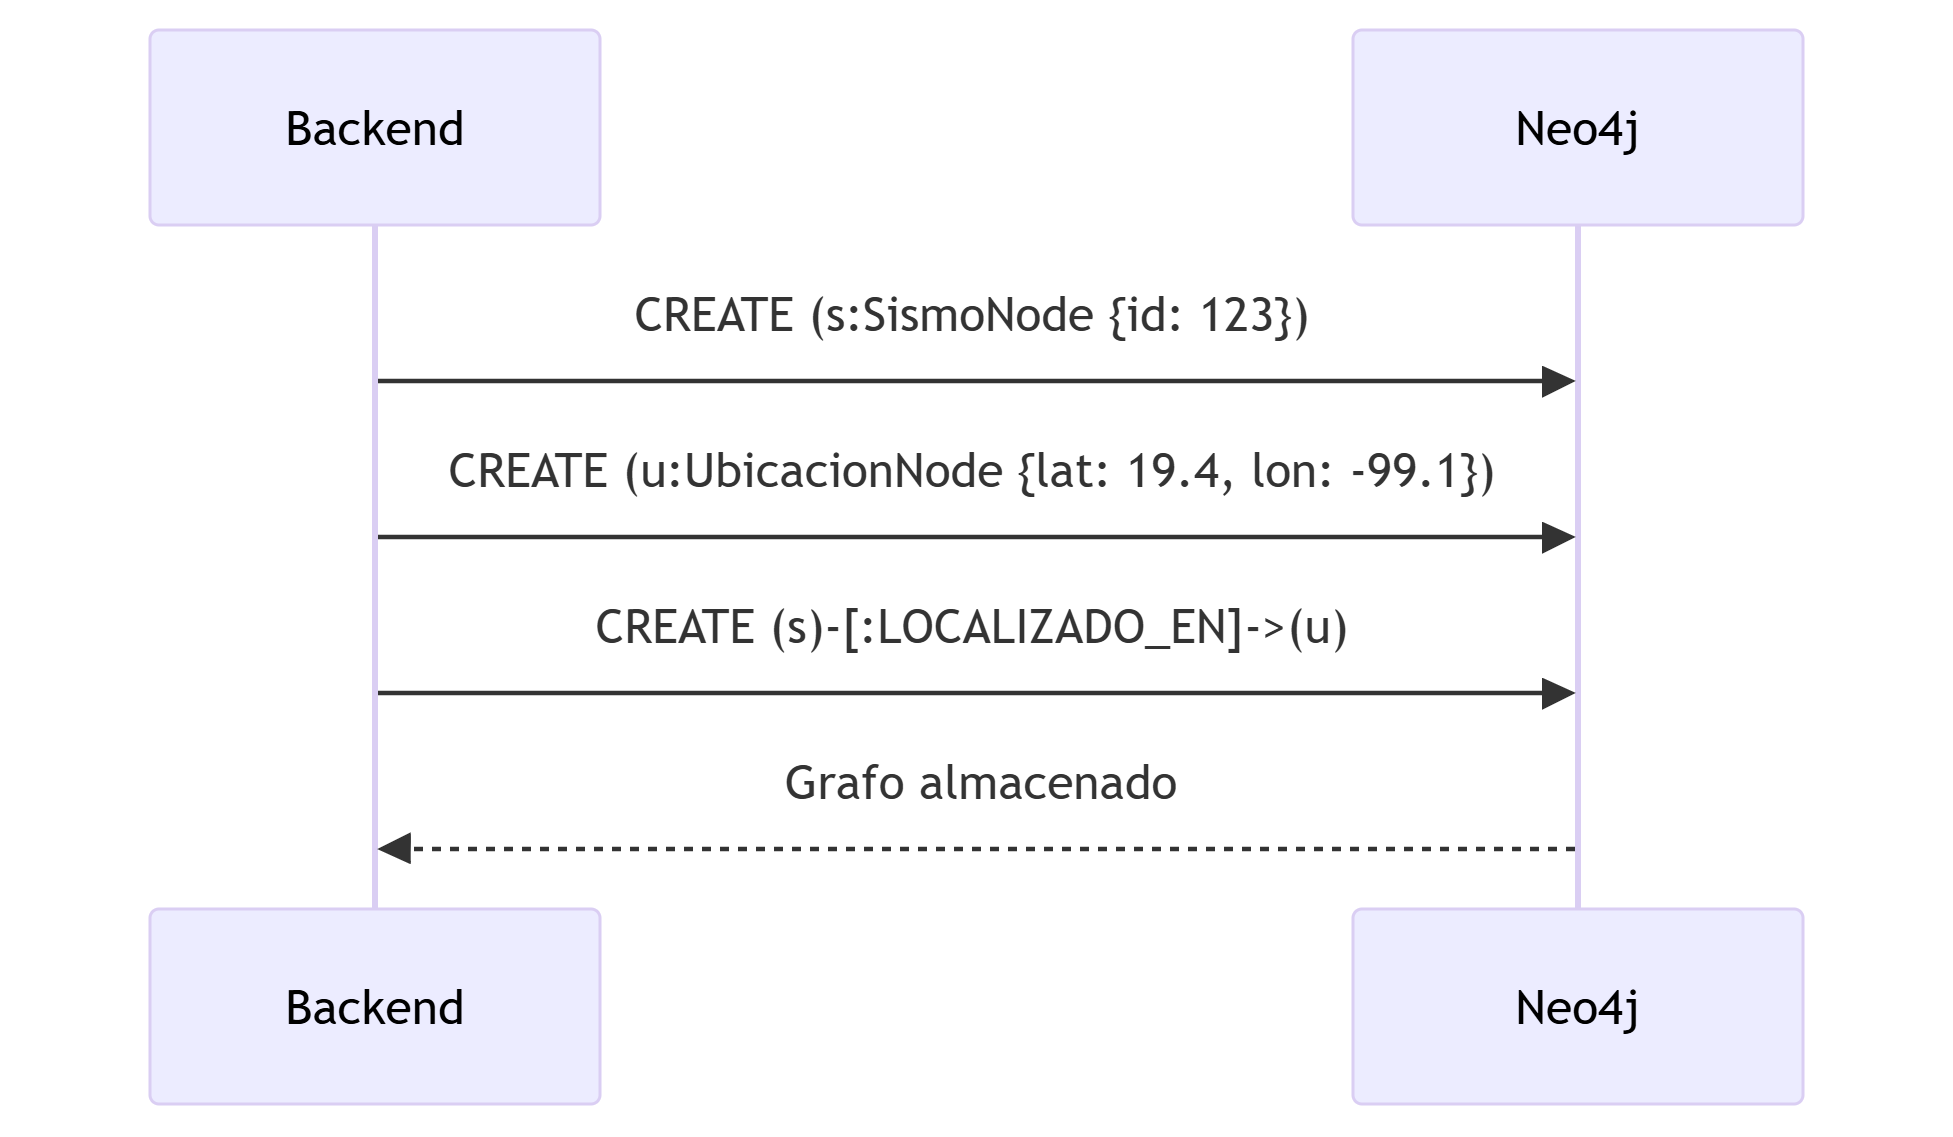 Backend
Neo4j
CREATE (s:SismoNode {id: 123})
CREATE (u:UbicacionNode {lat: 19.4, lon: -99.1})
CREATE (s)-[:LOCALIZADO_EN]->(u)
Grafo almacenado
Backend
Neo4j